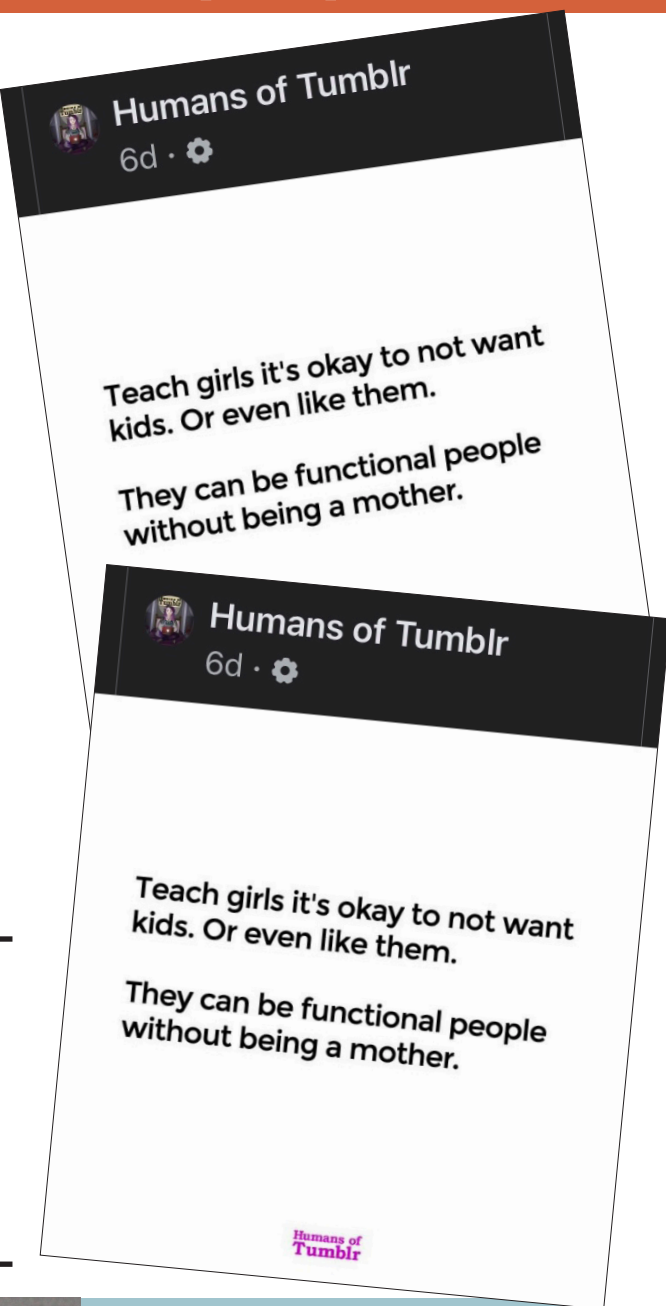 Humans of Tumblr
6d ·
Teach girls it's okay to not want
kids. Or even like them.
They can be functional people
without being a mother.
Humans of Tumblr
6d ·
Teach girls it's okay to not want
kids. Or even like them.
They can be functional people
without being a mother.
Humans of
Tumblr